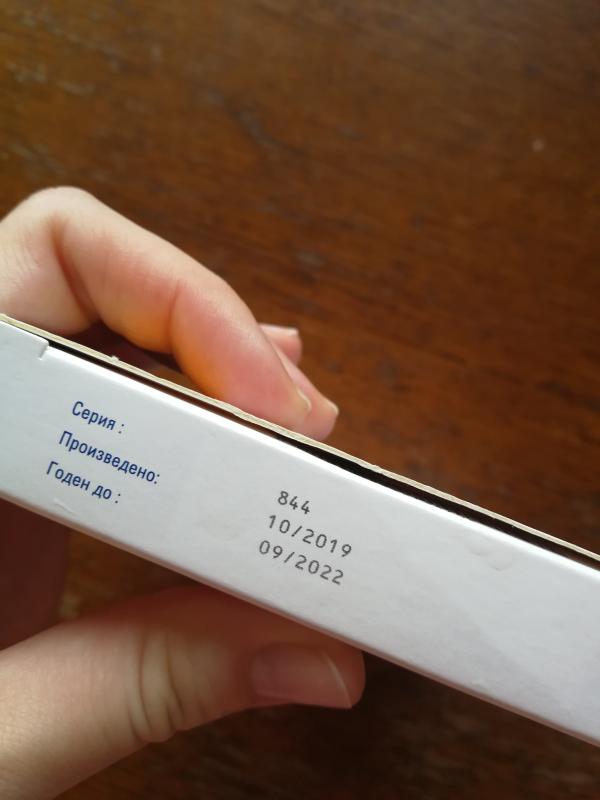 Серия :
Произведено:
Годен до :
844
10/2019
09/2022